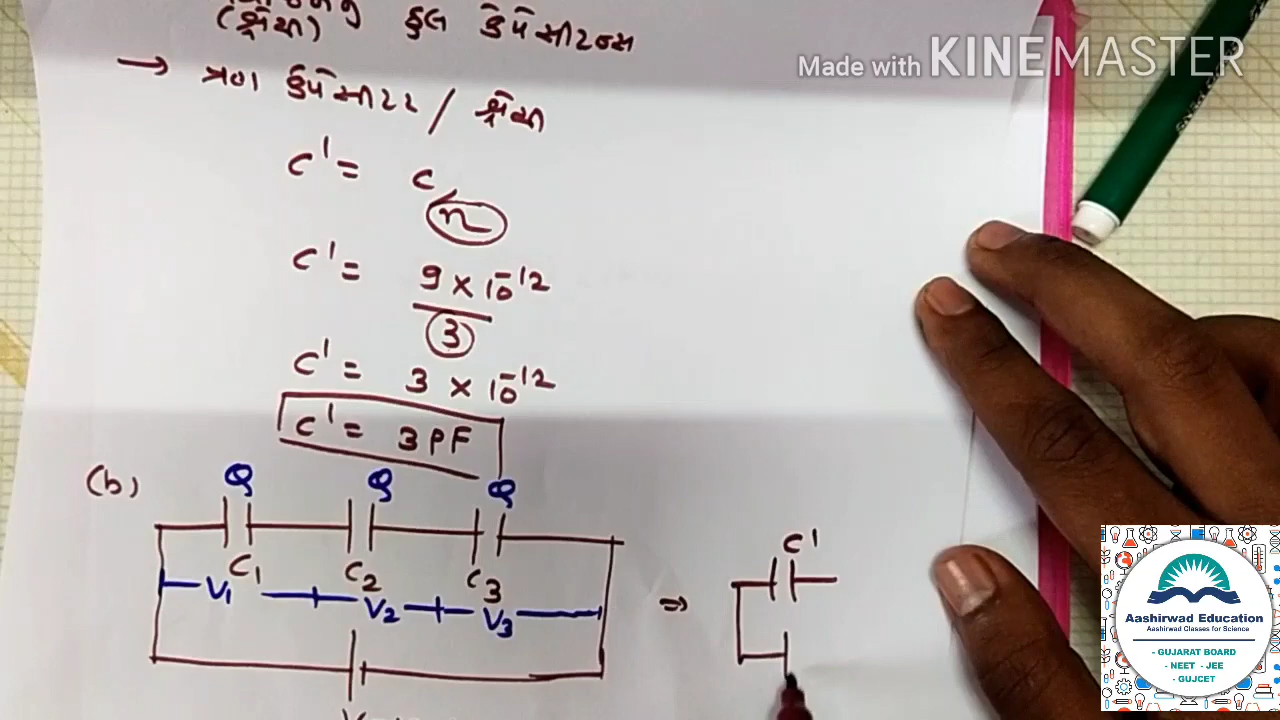 (શ્રેણી) કુલ કેપેસીટન્સ
Made with KINEMASTER
→ ત્રણ કેપેસીટર / શ્રેણી
C' = C
n
C' = 9 × 10^-12
3
C' = 3 × 10^-12
C' = 3 PF
(b)
Q Q Q
C1 C2 C3
V1 V2 V3
⇒
C'
Aashirwad Education
Aashirwad Classes for Science
- GUJARAT BOARD
- NEET - JEE
- GUJCET